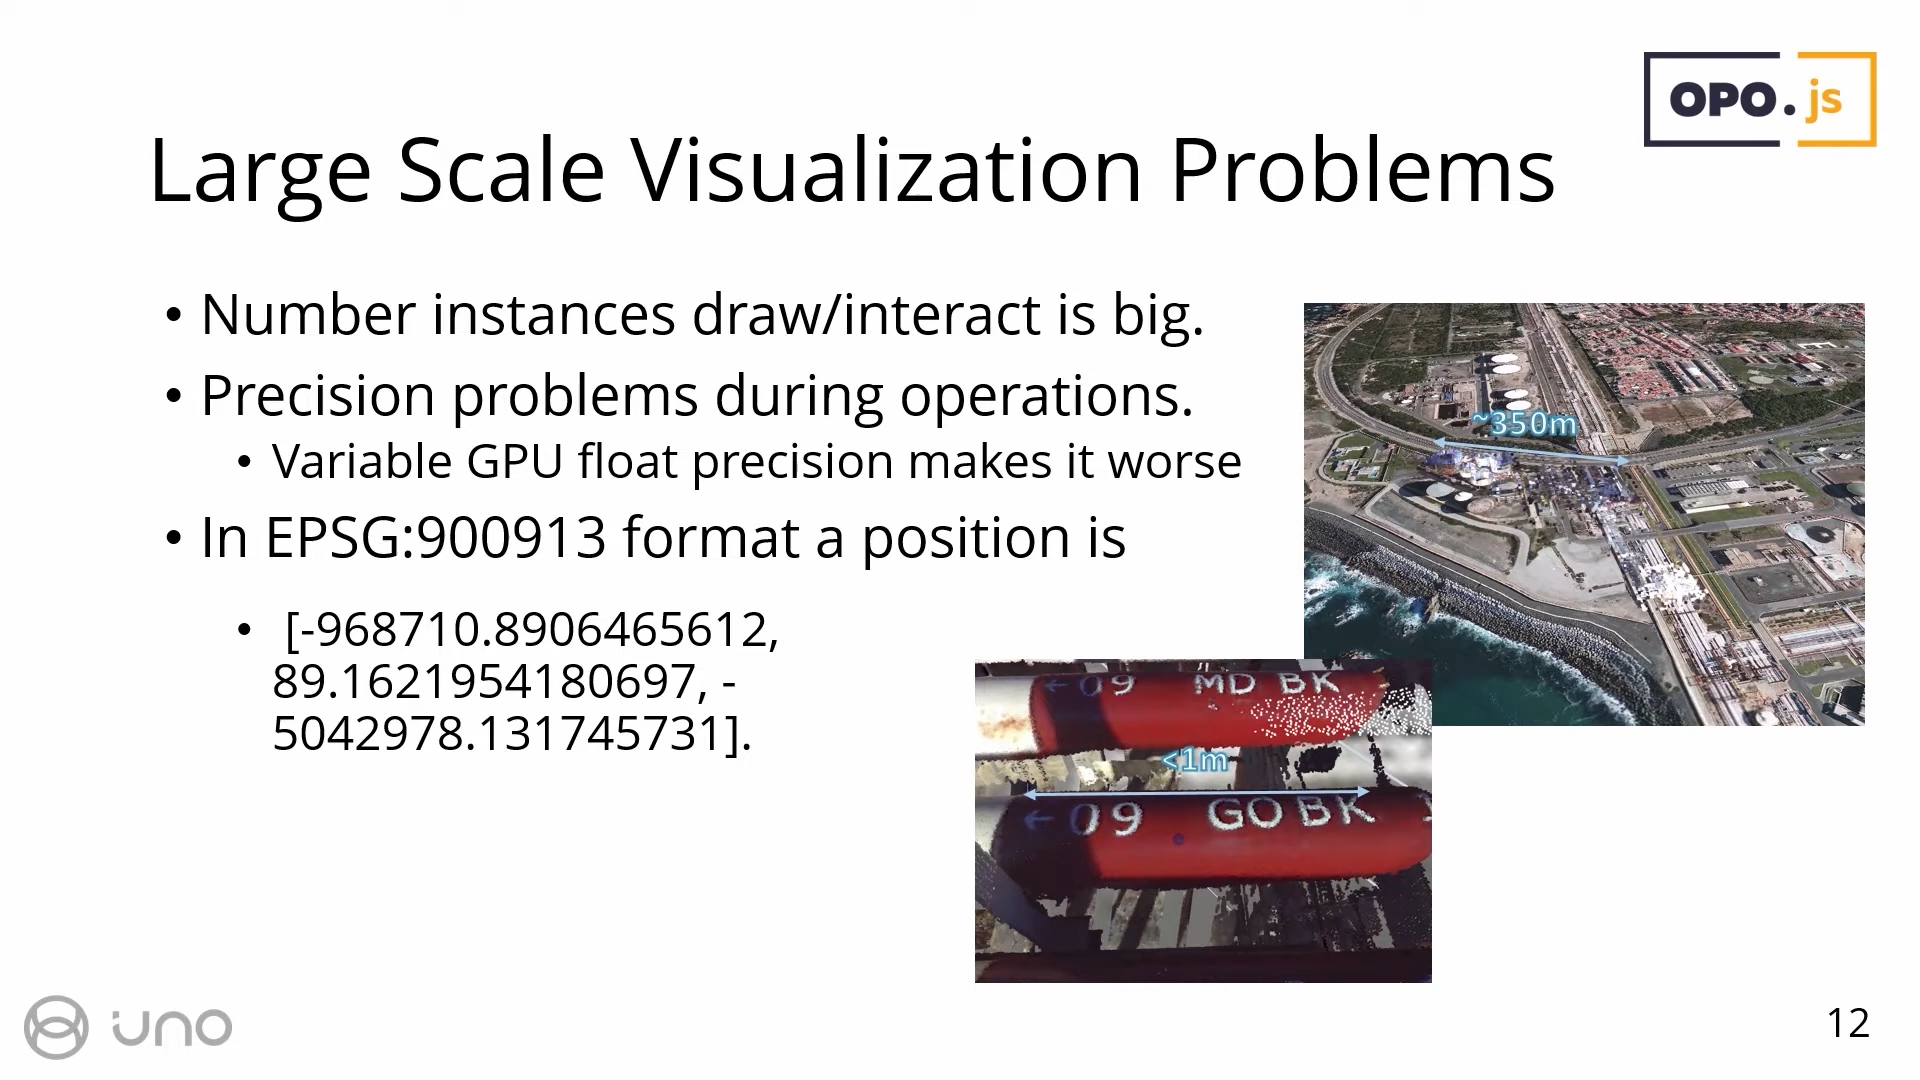 OPO.js
Large Scale Visualization Problems
• Number instances draw/interact is big.
• Precision problems during operations.
• Variable GPU float precision makes it worse
• In EPSG:900913 format a position is
• [-968710.8906465612,
89.1621954180697, -
5042978.131745731].
~350m
← 09 MD BK
<1m
← 09 GO BK
uno
12